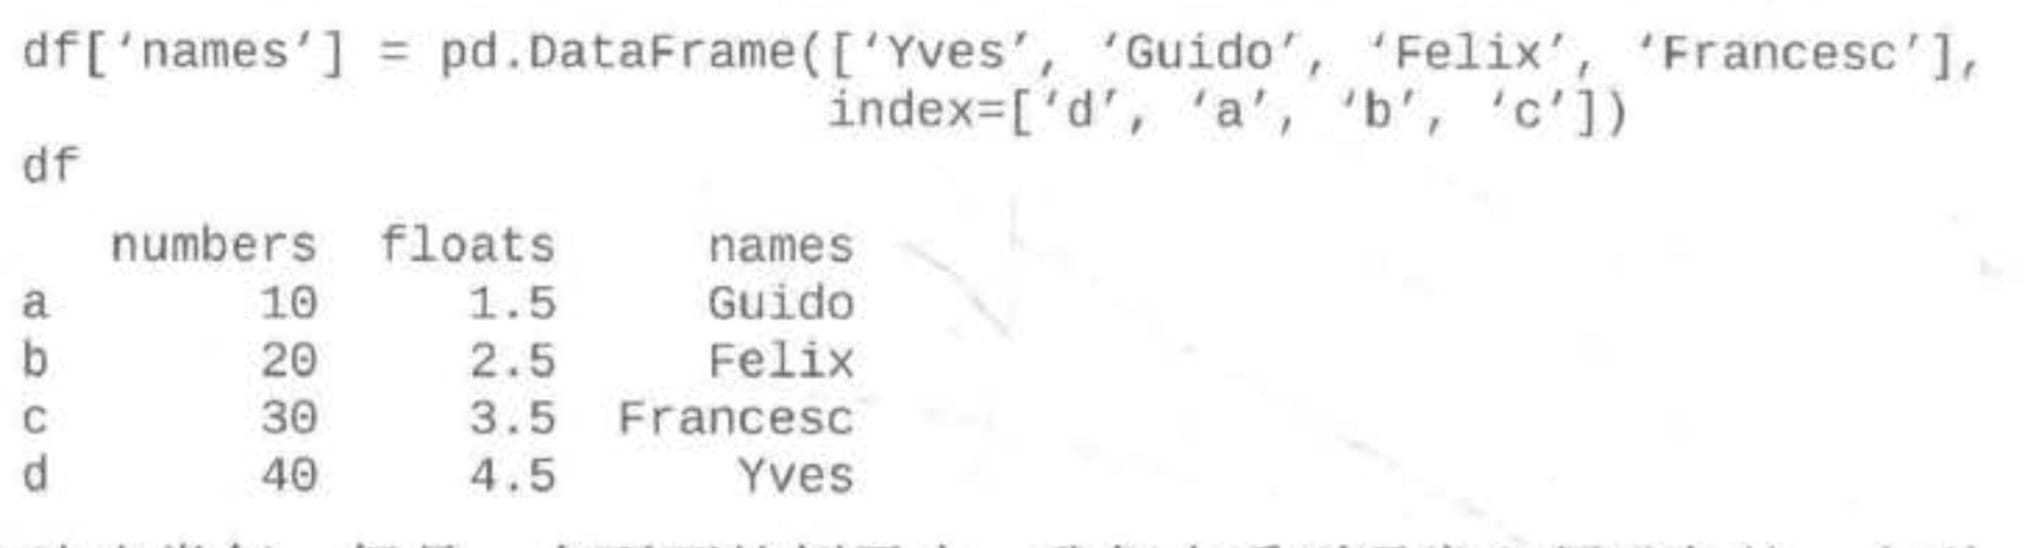 df[‘names’] = pd.DataFrame([‘Yves’, ‘Guido’, ‘Felix’, ‘Francesc’],
index=[‘d’, ‘a’, ‘b’, ‘c’])
df
numbers floats names
a 10 1.5 Guido
b 20 2.5 Felix
c 30 3.5 Francesc
d 40 4.5 Yves